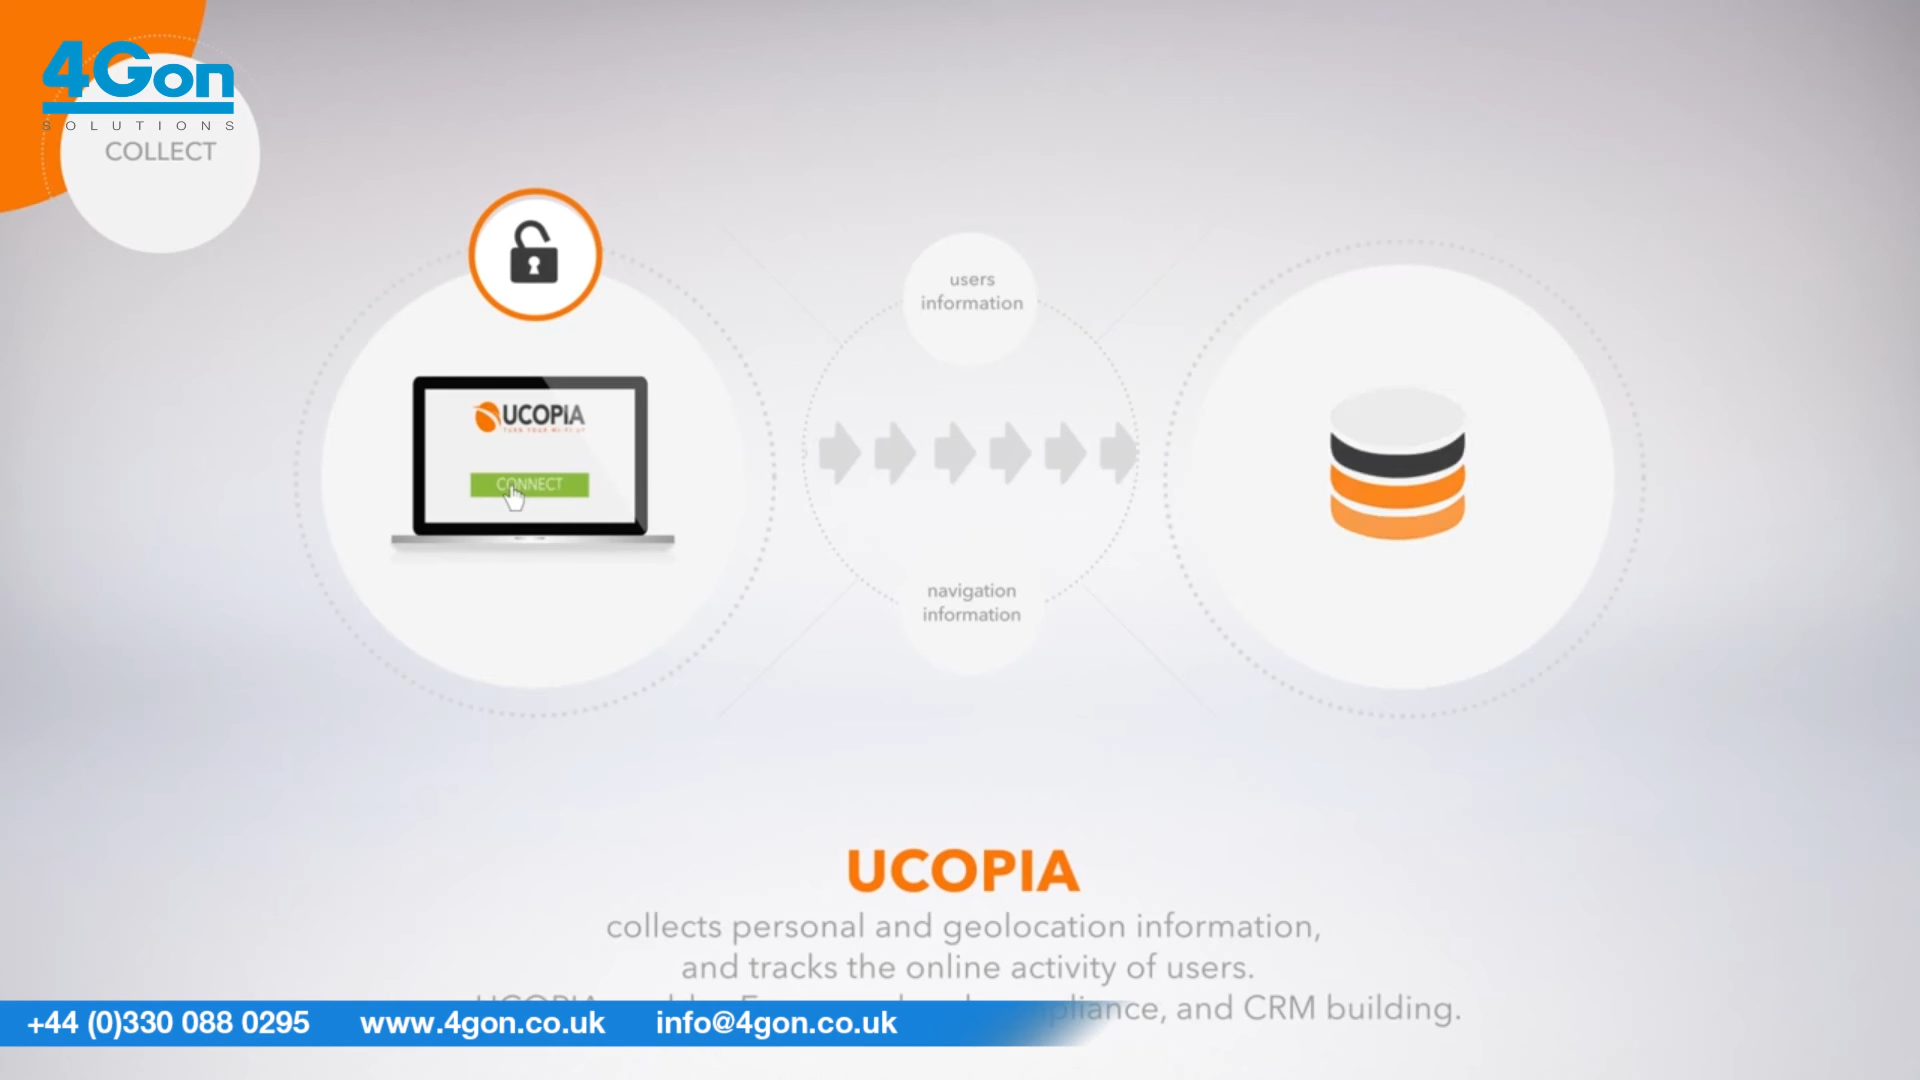 4Gon
SOLUTIONS
COLLECT
users
information
UCOPIA
CONNECT
navigation
information
UCOPIA
collects personal and geolocation information,
and tracks the online activity of users.
UCOPIA and CRM building.
+44 (0)330 088 0295 www.4gon.co.uk info@4gon.co.uk